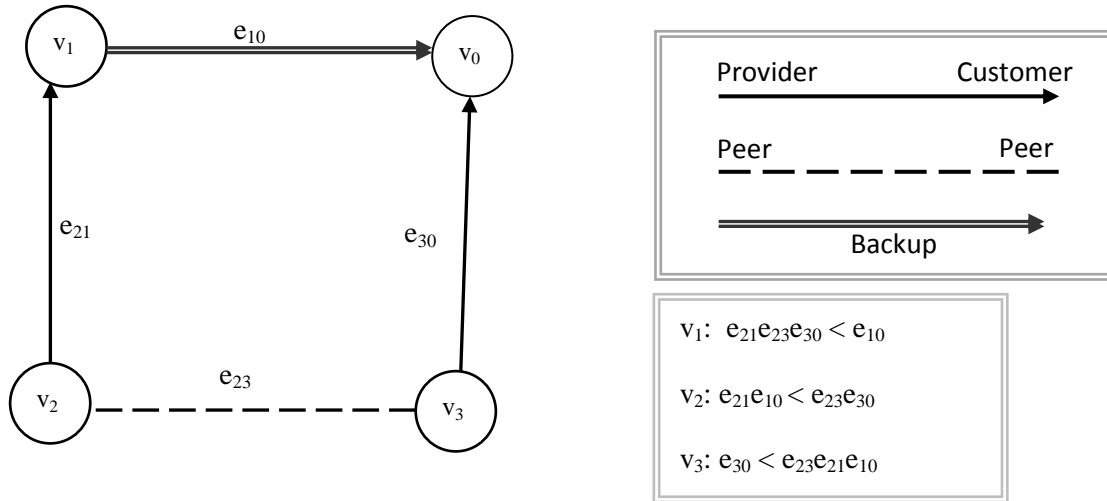 v₁
e₁₀
v₀
e₂₁
e₃₀
v₂
e₂₃
v₃
Provider Customer
Peer Peer
Backup
v₁: e₂₁e₂₃e₃₀ < e₁₀
v₂: e₂₁e₁₀ < e₂₃e₃₀
v₃: e₃₀ < e₂₃e₂₁e₁₀